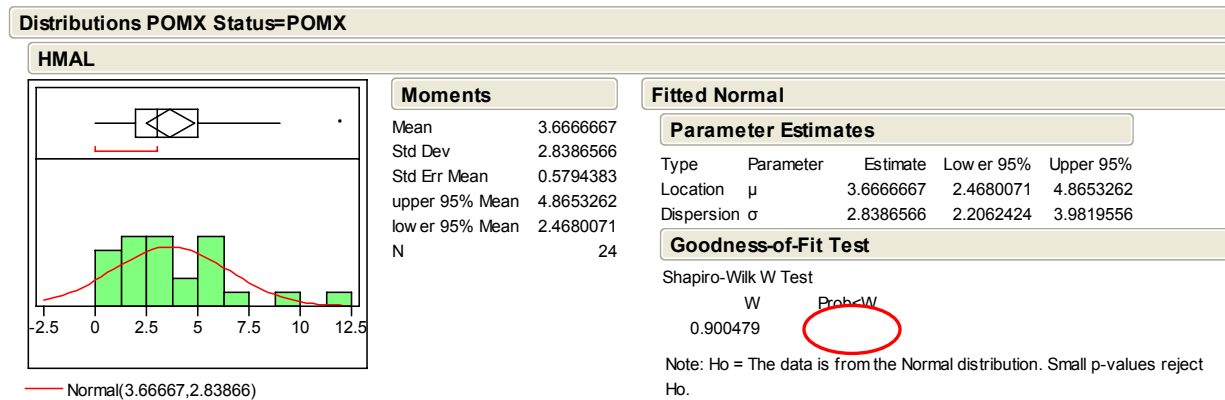 Distributions POMX Status=POMX
HMAL
-2.5 0 2.5 5 7.5 10 12.5
Normal(3.66667,2.83866)
Moments
Mean 3.6666667
Std Dev 2.8386566
Std Err Mean 0.5794383
upper 95% Mean 4.8653262
lower 95% Mean 2.4680071
N 24
Fitted Normal
Parameter Estimates
Type Parameter Estimate Lower 95% Upper 95%
Location μ 3.6666667 2.4680071 4.8653262
Dispersion σ 2.8386566 2.2062424 3.9819556
Goodness-of-Fit Test
Shapiro-Wilk W Test
W Prob<W
0.900479
Note: Ho = The data is from the Normal distribution. Small p-values reject
Ho.